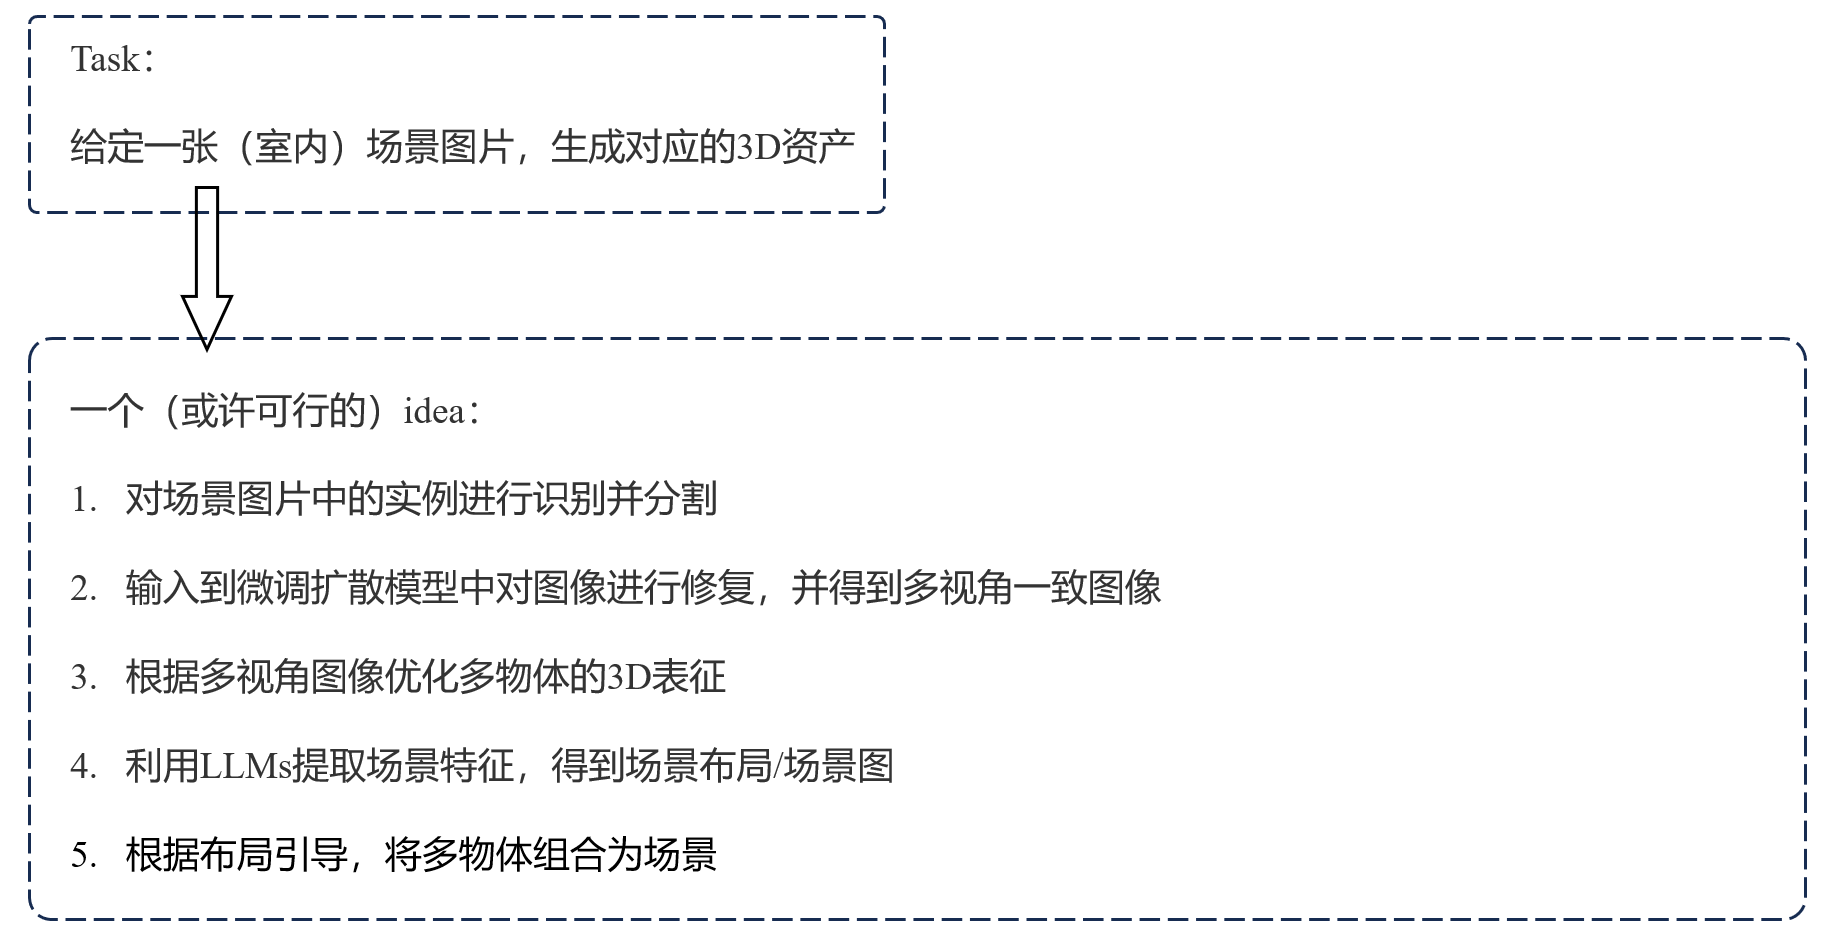 Task：
给定一张（室内）场景图片，生成对应的3D资产
一个（或许可行的）idea：
1. 对场景图片中的实例进行识别并分割
2. 输入到微调扩散模型中对图像进行修复，并得到多视角一致图像
3. 根据多视角图像优化多物体的3D表征
4. 利用LLMs提取场景特征，得到场景布局/场景图
5. 根据布局引导，将多物体组合为场景